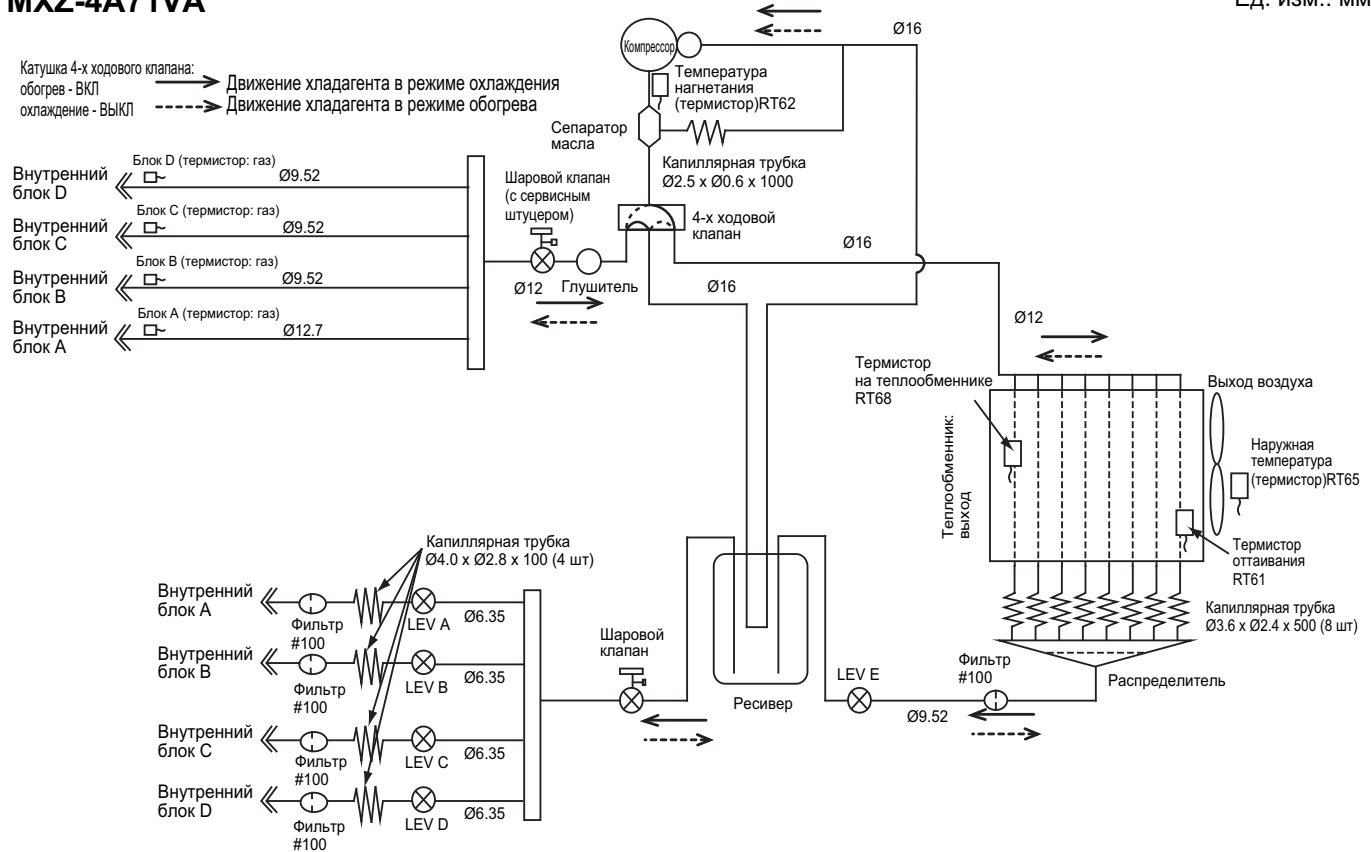 MXZ-4A71VA
Ед. изм.: мм
Катушка 4-х ходового клапана:
обогрев - ВКЛ
охлаждение - ВЫКЛ
Движение хладагента в режиме охлаждения
Движение хладагента в режиме обогрева
Компрессор
Ø16
Температура
нагнетания
(термистор)RT62
Сепаратор
масла
Капиллярная трубка
Ø2.5 x Ø0.6 x 1000
Внутренний
блок D
Блок D (термистор: газ)
Ø9.52
Внутренний
блок C
Блок C (термистор: газ)
Ø9.52
Внутренний
блок B
Блок B (термистор: газ)
Ø9.52
Внутренний
блок A
Блок A (термистор: газ)
Ø12.7
Шаровой клапан
(с сервисным
штуцером)
4-х ходовой
клапан
Ø16
Ø12
Глушитель
Ø16
Ø12
Термистор
на теплообменнике
RT68
Выход воздуха
Теплообменник:
выход
Наружная
температура
(термистор)RT65
Термистор
оттаивания
RT61
Капиллярная трубка
Ø3.6 x Ø2.4 x 500 (8 шт)
Распределитель
Фильтр
#100
Ø9.52
LEV E
Ресивер
Шаровой
клапан
Капиллярная трубка
Ø4.0 x Ø2.8 x 100 (4 шт)
Внутренний
блок A
Фильтр
#100
LEV A
Ø6.35
Внутренний
блок B
Фильтр
#100
LEV B
Ø6.35
Внутренний
блок C
Фильтр
#100
LEV C
Ø6.35
Внутренний
блок D
Фильтр
#100
LEV D
Ø6.35